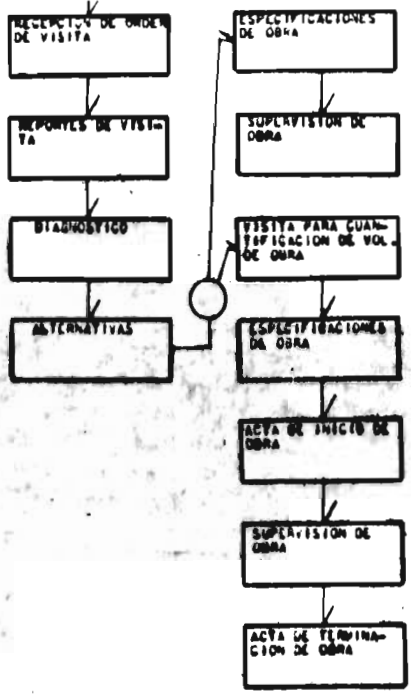 RECEPCION DE ORDEN
DE VISITA
REPORTES DE VISI-
TA
DIAGNOSTICO
ALTERNATIVAS
ESPECIFICACIONES
DE OBRA
SUPERVISION DE
OBRA
VISITA PARA CUAN-
TIFICACION DE VOL.
DE OBRA
ESPECIFICACIONES
DE OBRA
ACTA DE INICIO DE
OBRA
SUPERVISION DE
OBRA
ACTA DE TERMINA-
CION DE OBRA